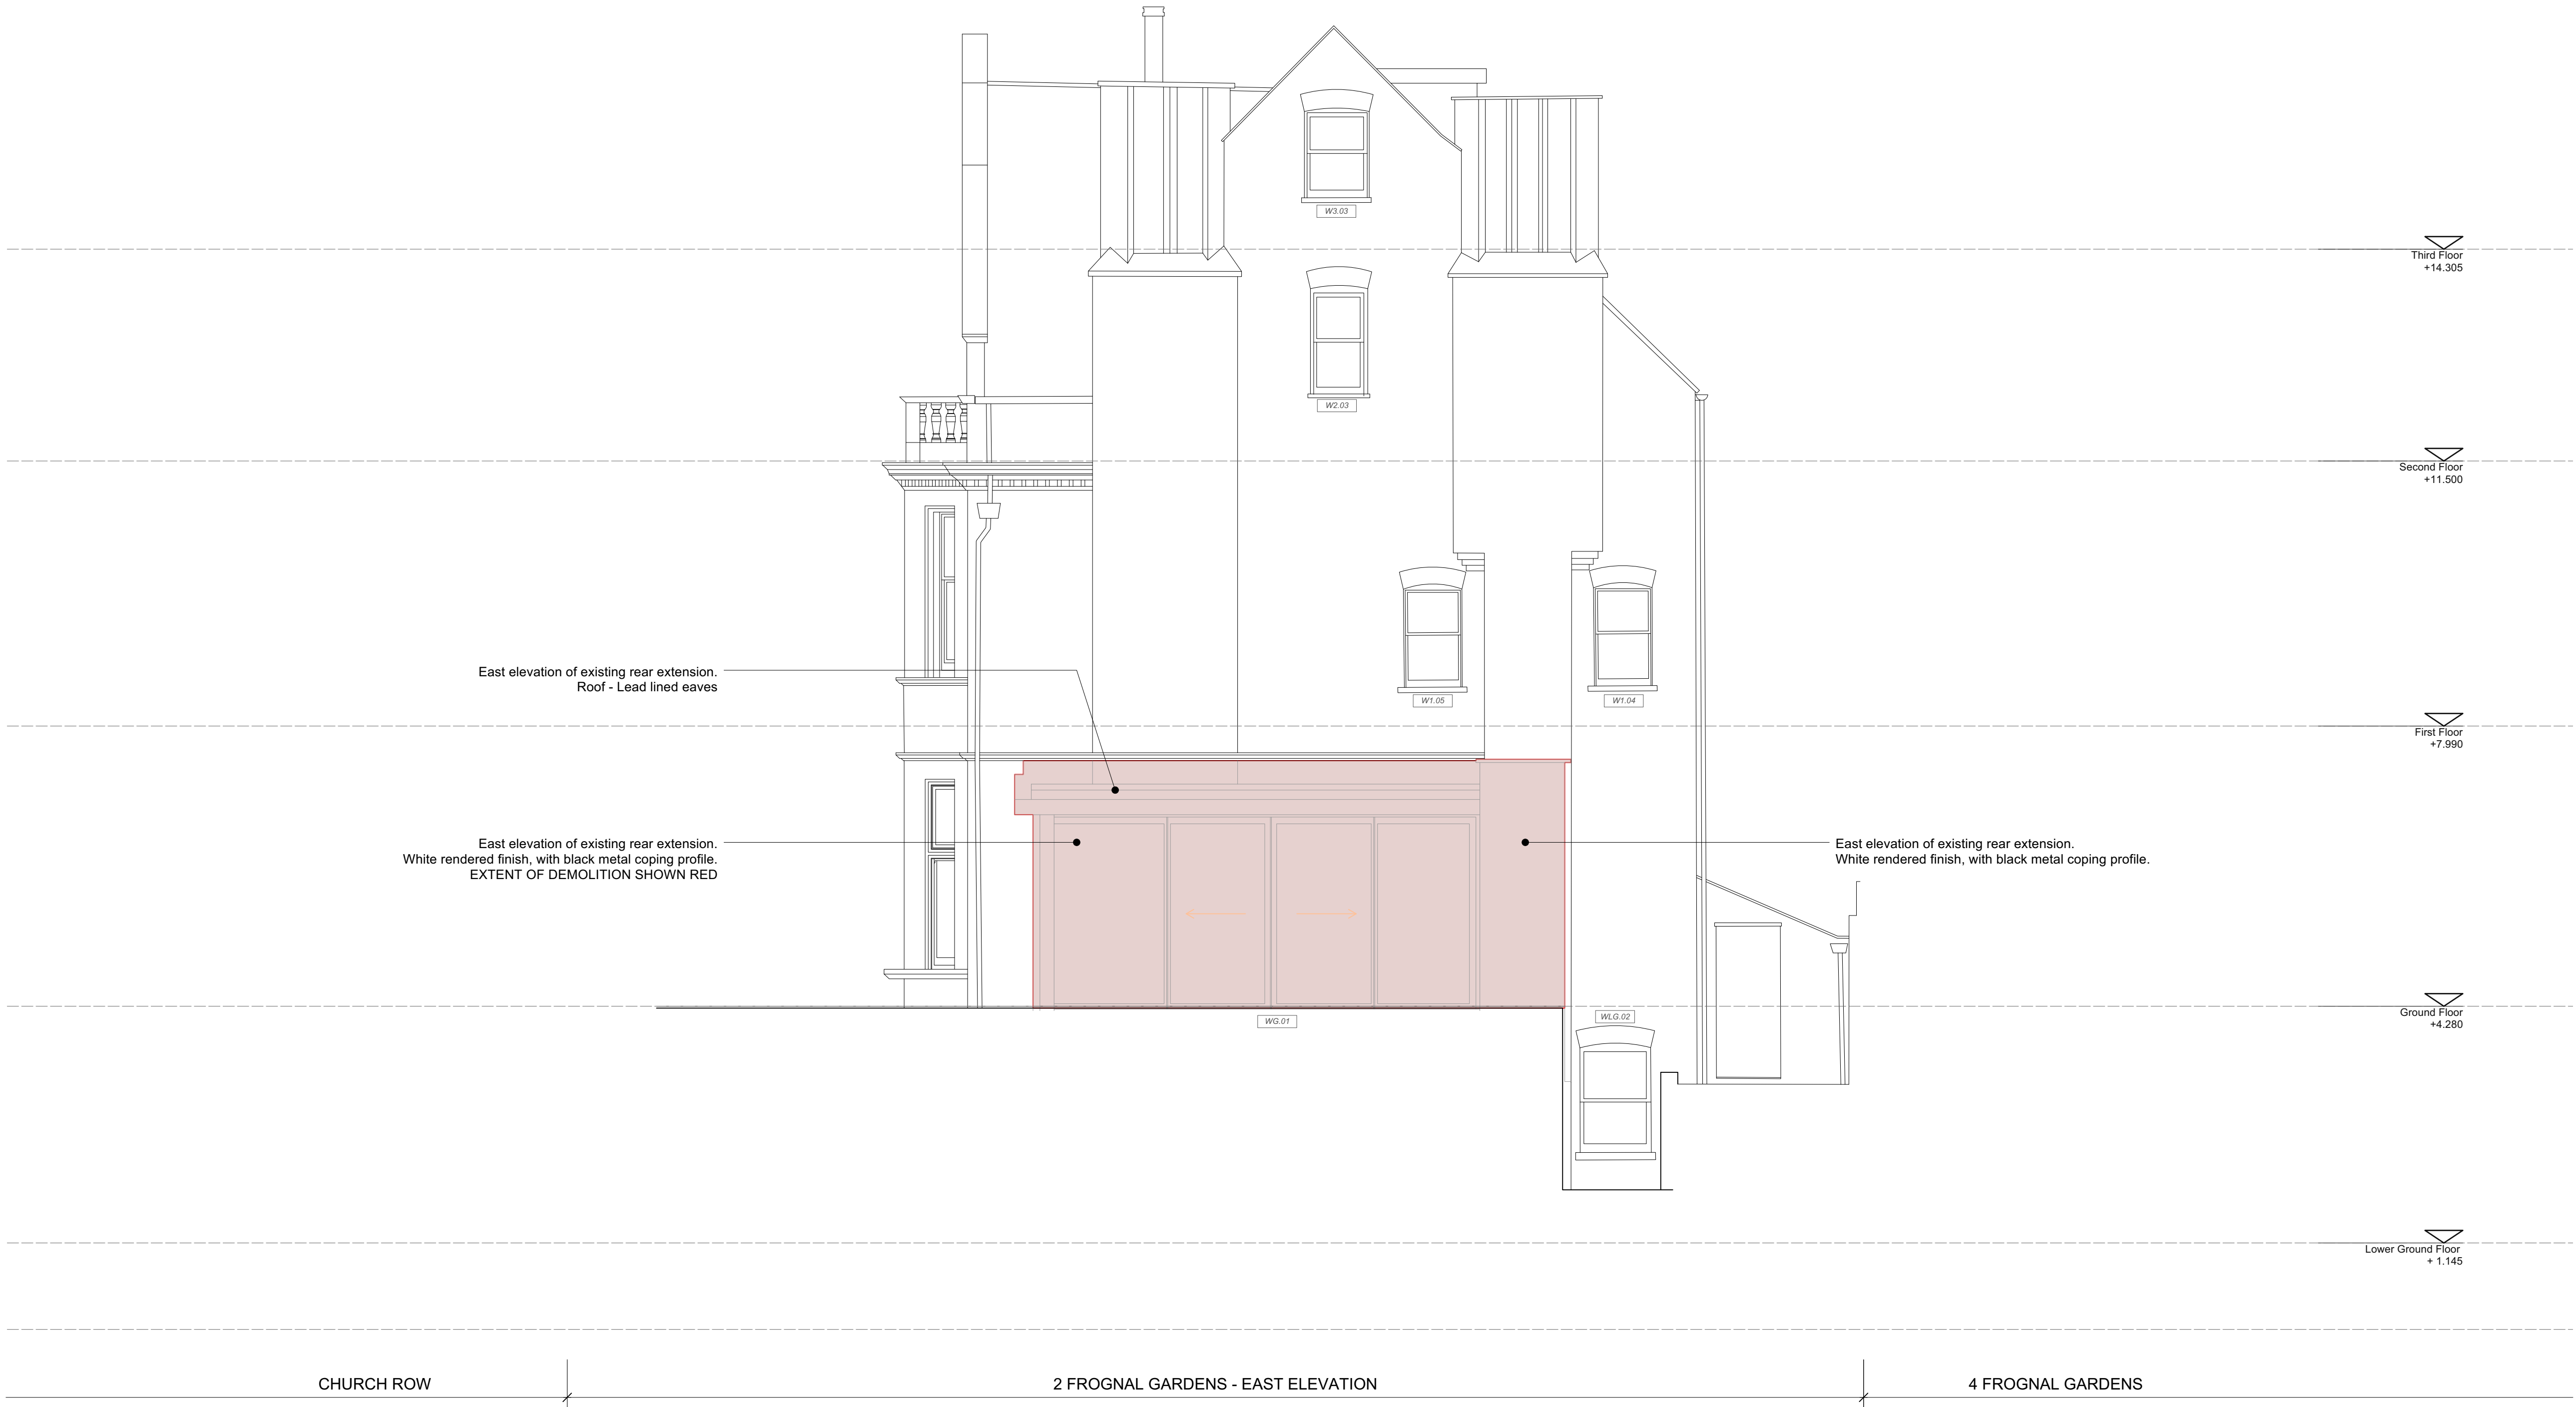 W3.03
Third Floor
+14.305
W2.03
Second Floor
+11.500
East elevation of existing rear extension.
Roof - Lead lined eaves
W1.05
W1.04
First Floor
+7.990
East elevation of existing rear extension.
White rendered finish, with black metal coping profile.
EXTENT OF DEMOLITION SHOWN RED
East elevation of existing rear extension.
White rendered finish, with black metal coping profile.
WG.01
WLG.02
Ground Floor
+4.280
Lower Ground Floor
+ 1.145
CHURCH ROW
2 FROGNAL GARDENS - EAST ELEVATION
4 FROGNAL GARDENS